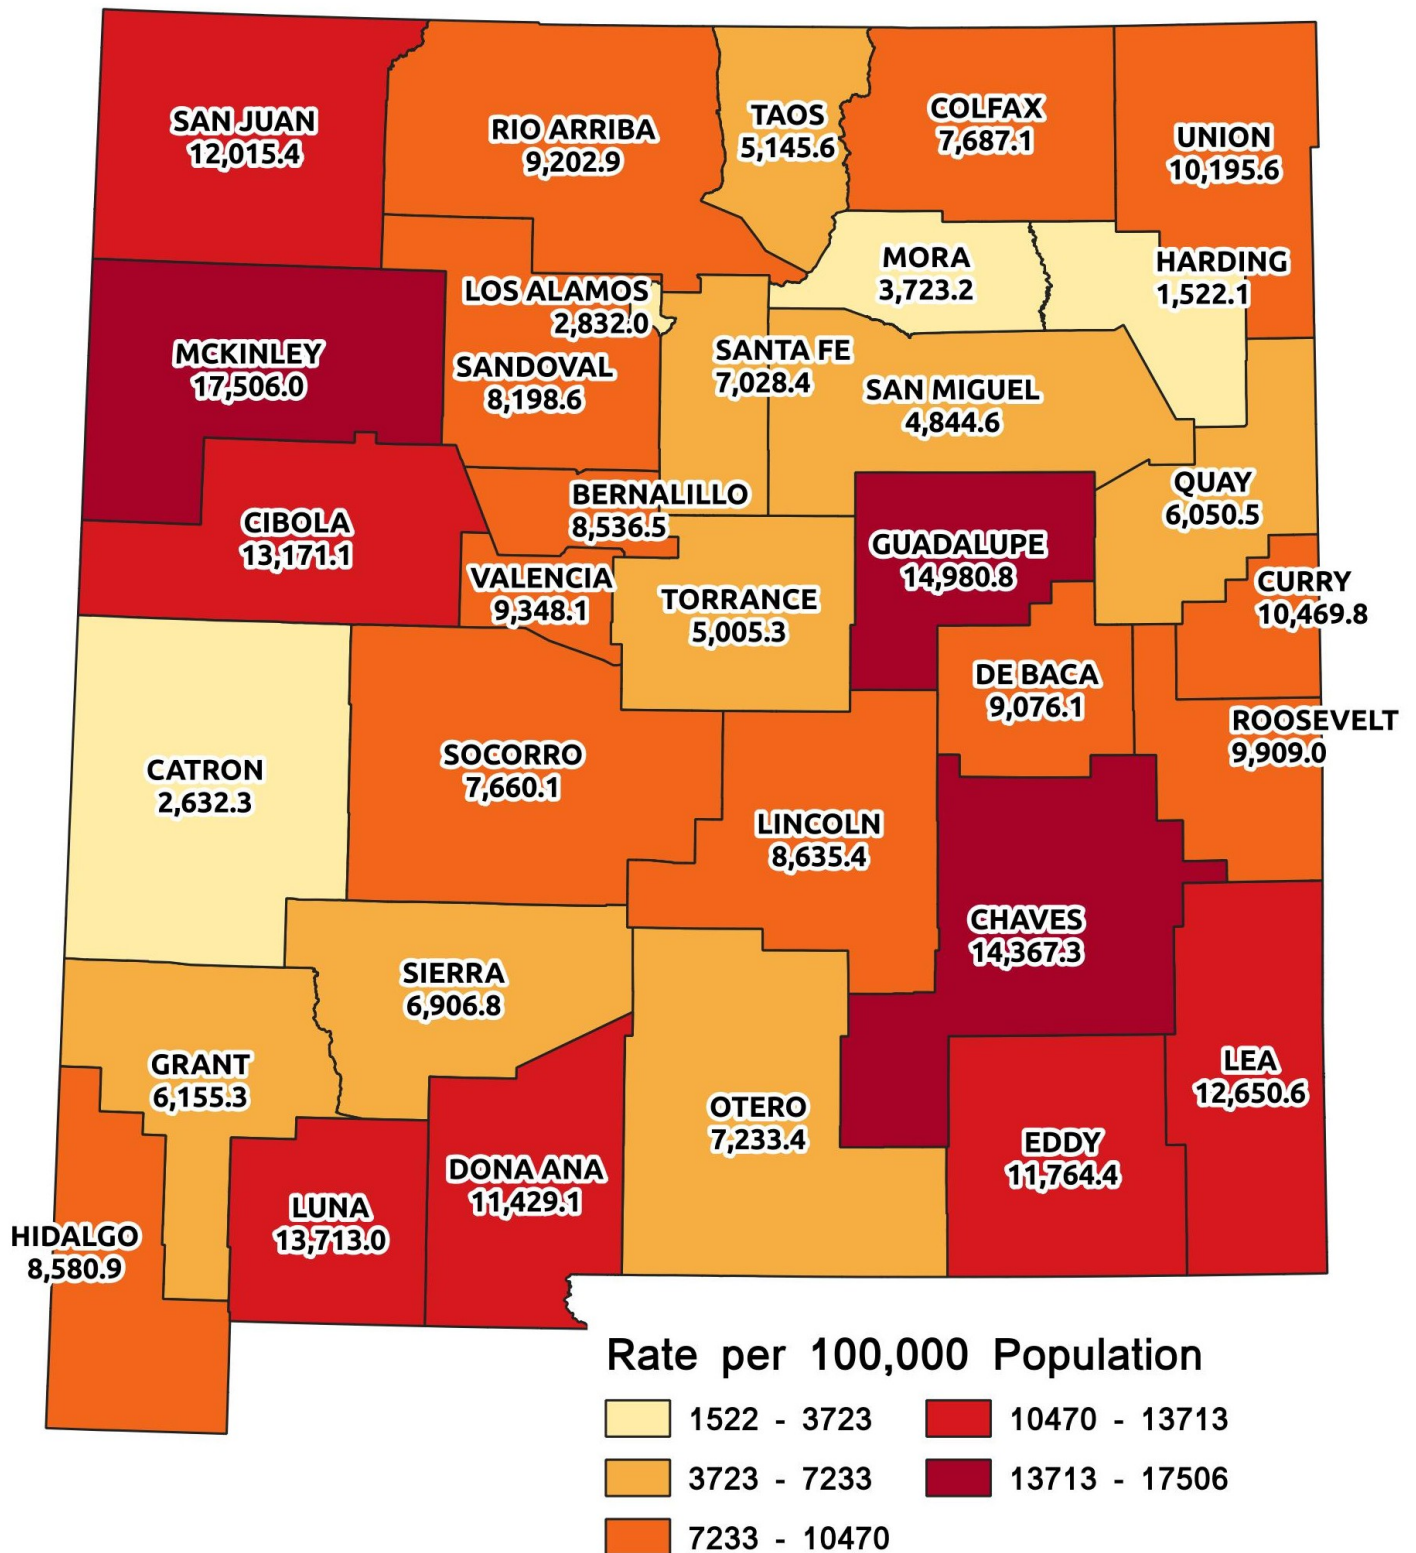 SAN JUAN
12,015.4
RIO ARRIBA
9,202.9
TAOS
5,145.6
COLFAX
7,687.1
UNION
10,195.6
MORA
3,723.2
HARDING
1,522.1
LOS ALAMOS
2,832.0
MCKINLEY
17,506.0
SANDOVAL
8,198.6
SANTA FE
7,028.4
SAN MIGUEL
4,844.6
BERNALILLO
8,536.5
QUAY
6,050.5
CIBOLA
13,171.1
GUADALUPE
14,980.8
VALENCIA
9,348.1
TORRANCE
5,005.3
CURRY
10,469.8
DE BACA
9,076.1
ROOSEVELT
9,909.0
CATRON
2,632.3
SOCORRO
7,660.1
LINCOLN
8,635.4
CHAVES
14,367.3
SIERRA
6,906.8
GRANT
6,155.3
LEA
12,650.6
OTERO
7,233.4
EDDY
11,764.4
DONA ANA
11,429.1
LUNA
13,713.0
HIDALGO
8,580.9
Rate per 100,000 Population
1522 - 3723
3723 - 7233
7233 - 10470
10470 - 13713
13713 - 17506